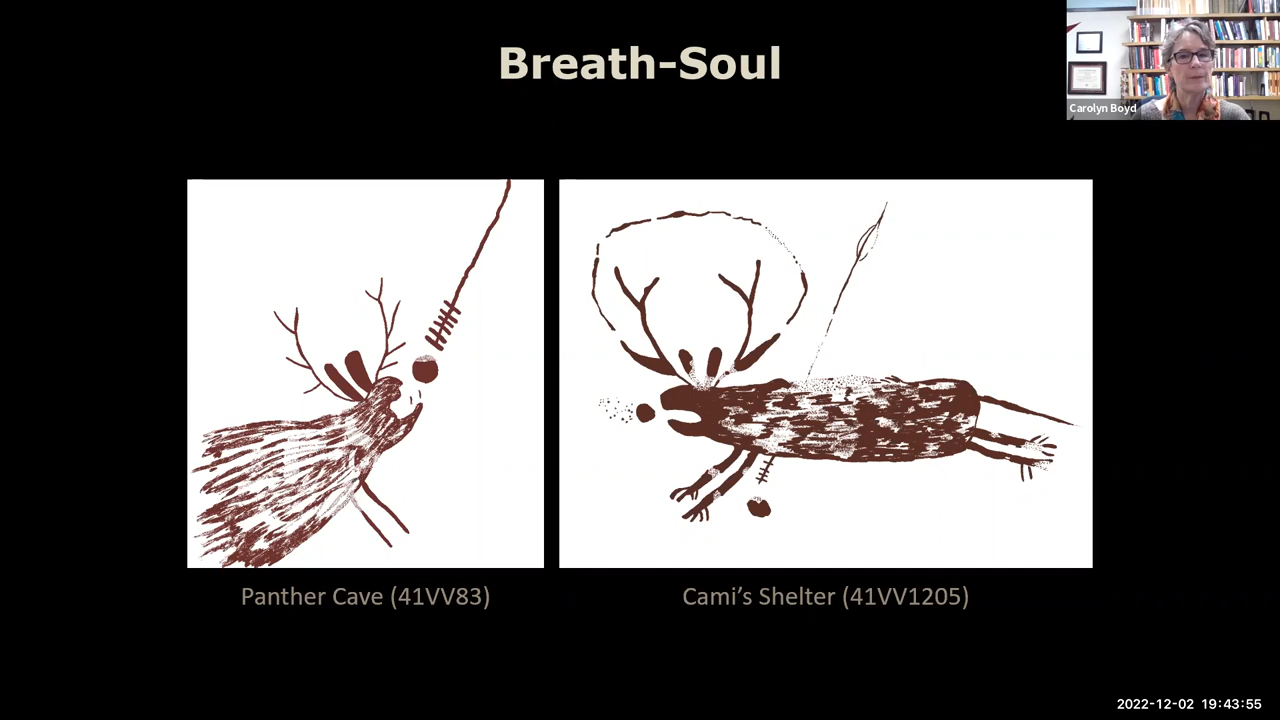 Breath-Soul
Carolyn Boyd
Panther Cave (41VV83)
Cami's Shelter (41VV1205)
2022-12-02 19:43:55